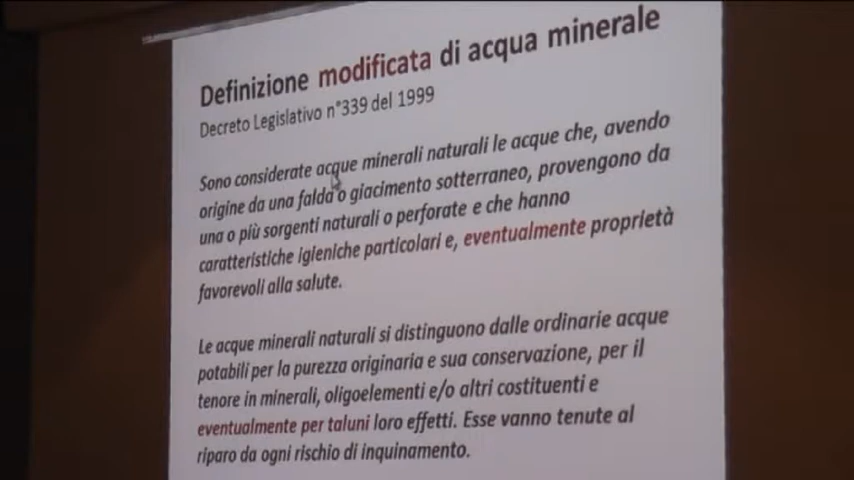 Definizione modificata di acqua minerale
Decreto Legislativo n°339 del 1999
Sono considerate acque minerali naturali le acque che, avendo
origine da una falda o giacimento sotterraneo, provengono da
una o più sorgenti naturali o perforate e che hanno
caratteristiche igieniche particolari e, eventualmente proprietà
favorevoli alla salute.
Le acque minerali naturali si distinguono dalle ordinarie acque
potabili per la purezza originaria e sua conservazione, per il
tenore in minerali, oligoelementi e/o altri costituenti e
eventualmente per taluni loro effetti. Esse vanno tenute al
riparo da ogni rischio di inquinamento.